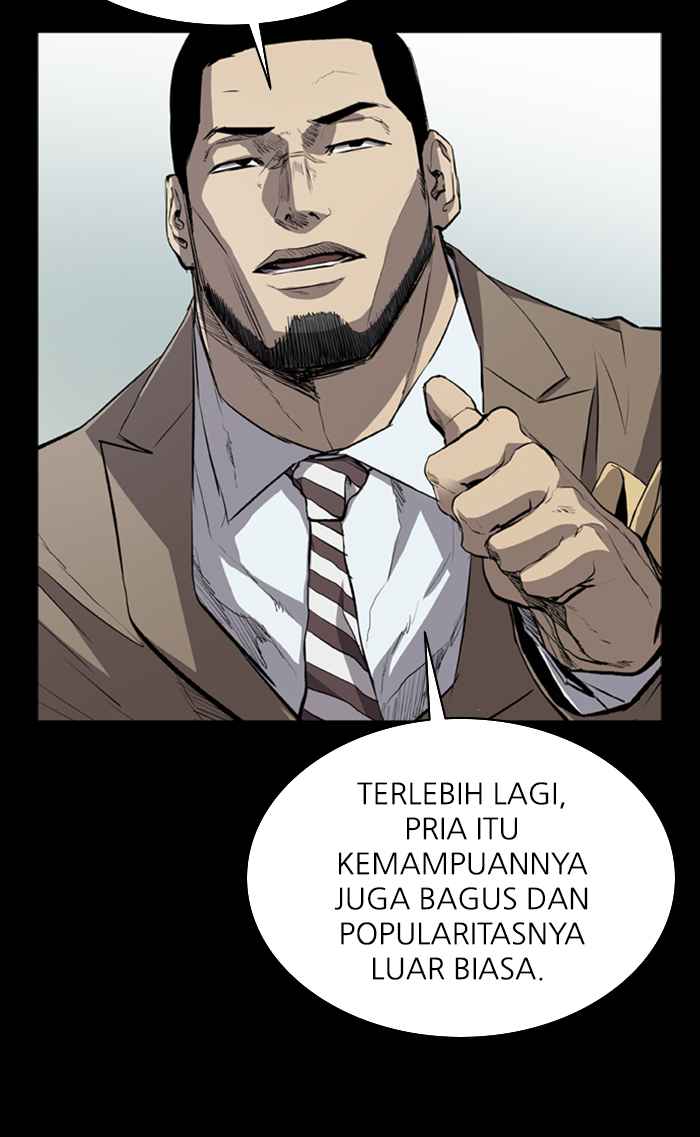 TERLEBIH LAGI,
PRIA ITU
KEMAMPUANNYA
JUGA BAGUS DAN
POPULARITASNYA
LUAR BIASA.